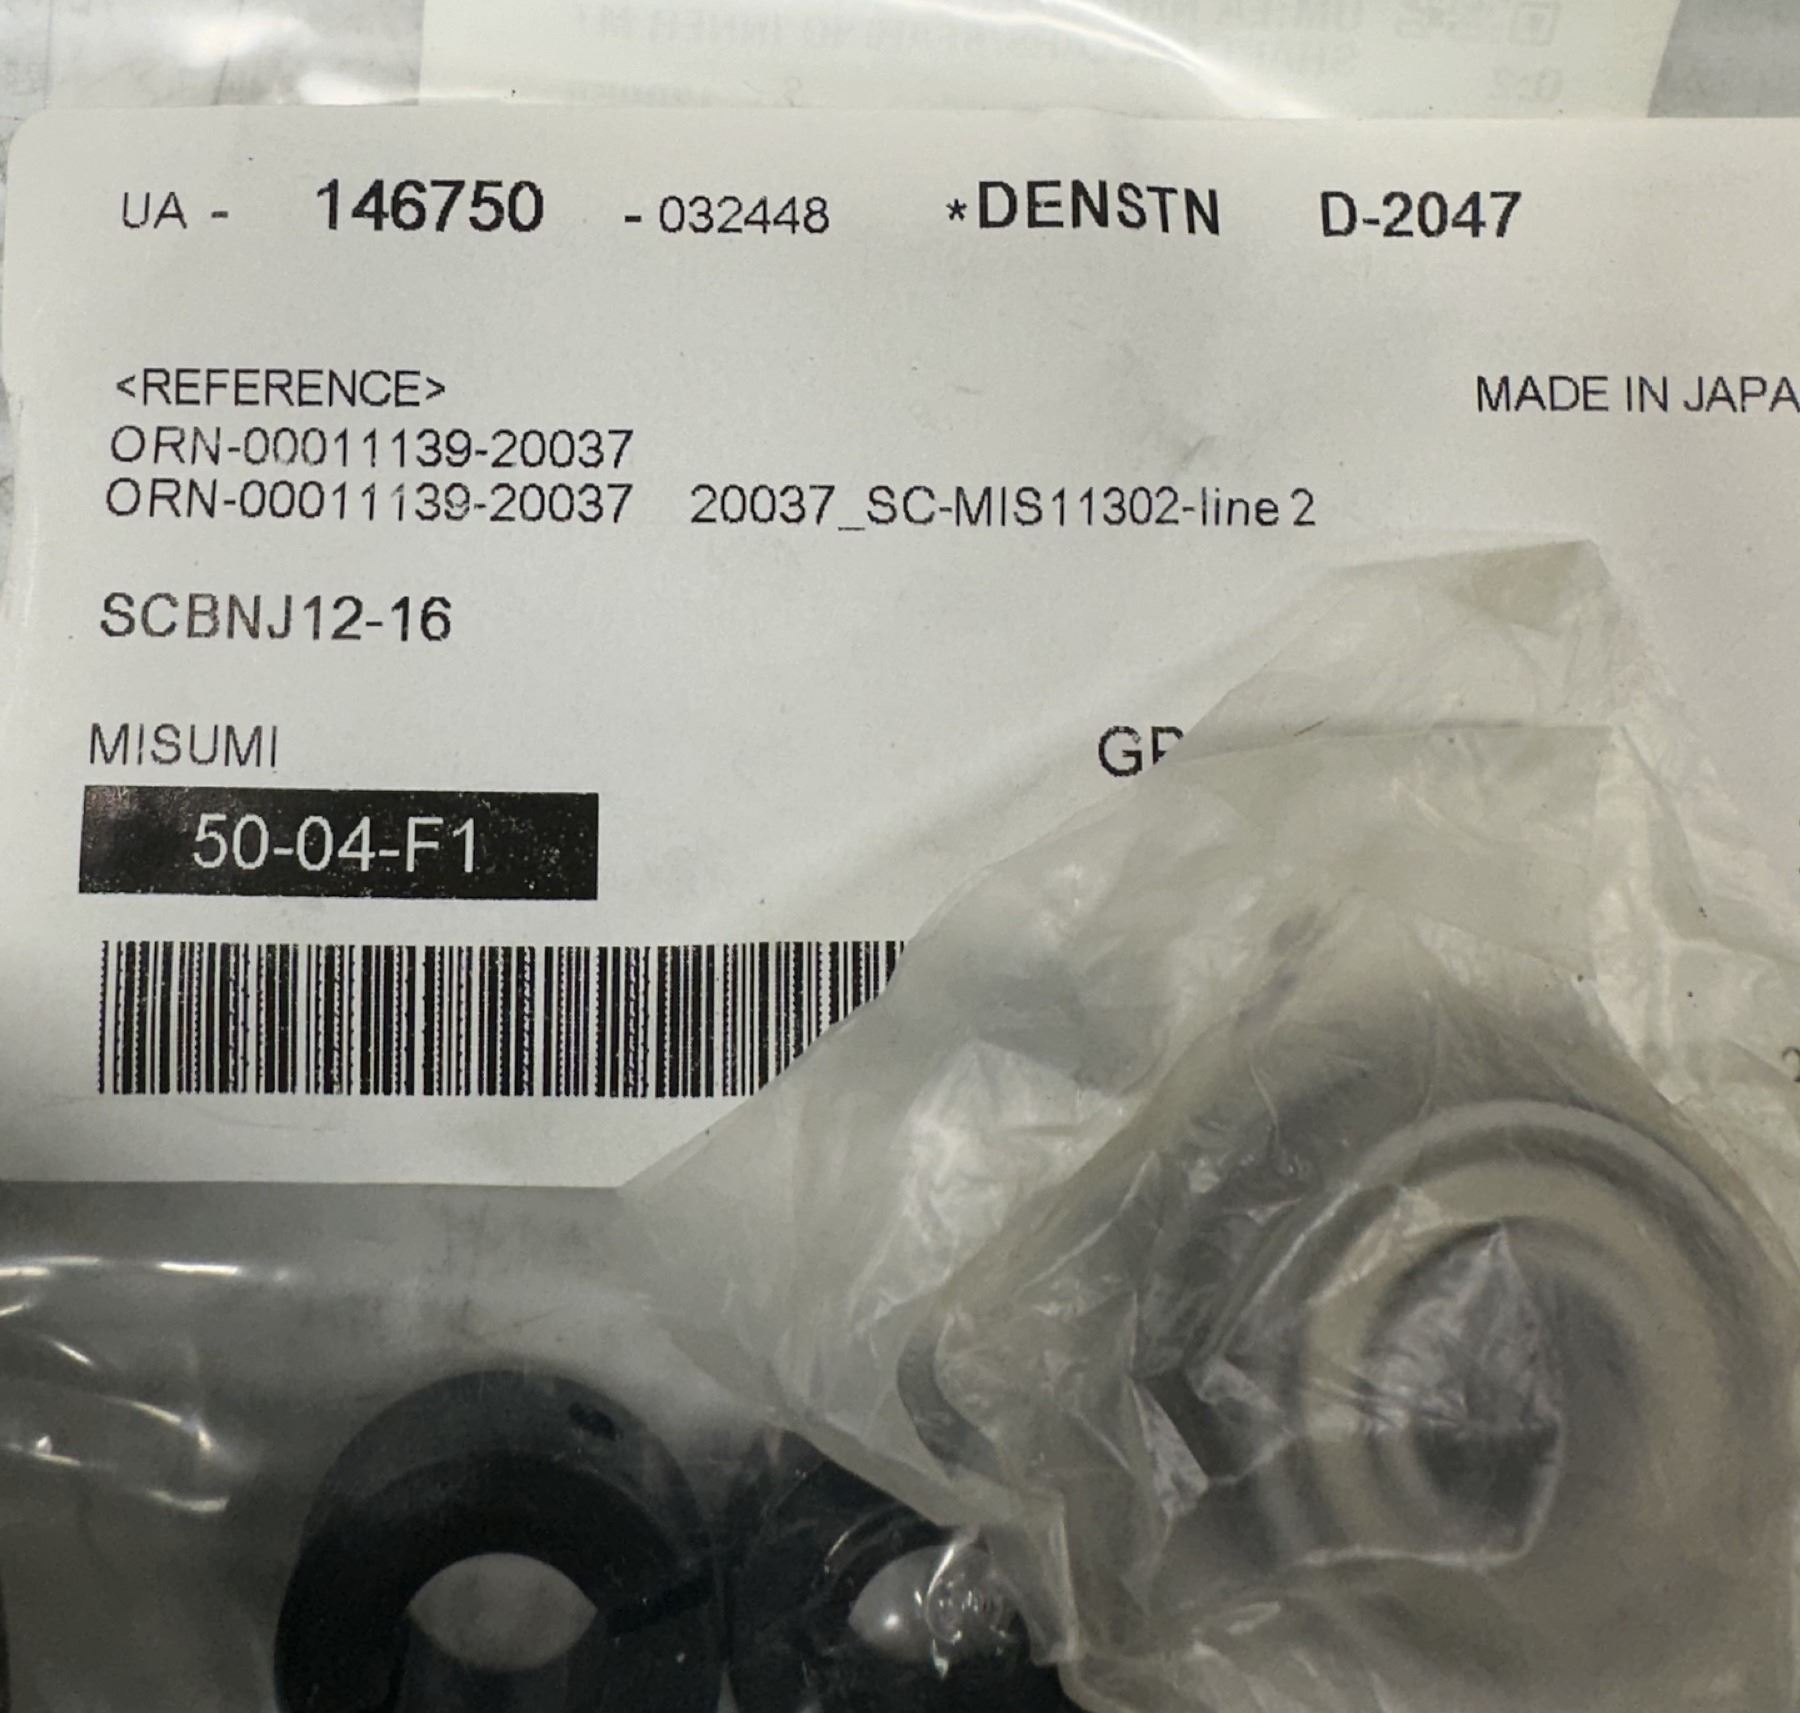 UA - 146750 - 032448 *DENSTN D-2047
<REFERENCE>
MADE IN JAPA
ORN-00011139-20037
ORN-00011139-20037 20037_SC-MIS11302-line 2
SCBNJ12-16
MISUMI
50-04-F1